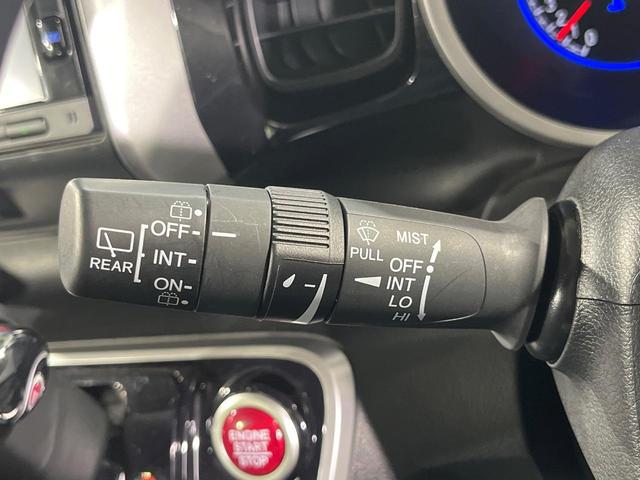 OFF
INT
ON
REAR
PULL
MIST
OFF
INT
LO
HI
ENGINE
START
STOP